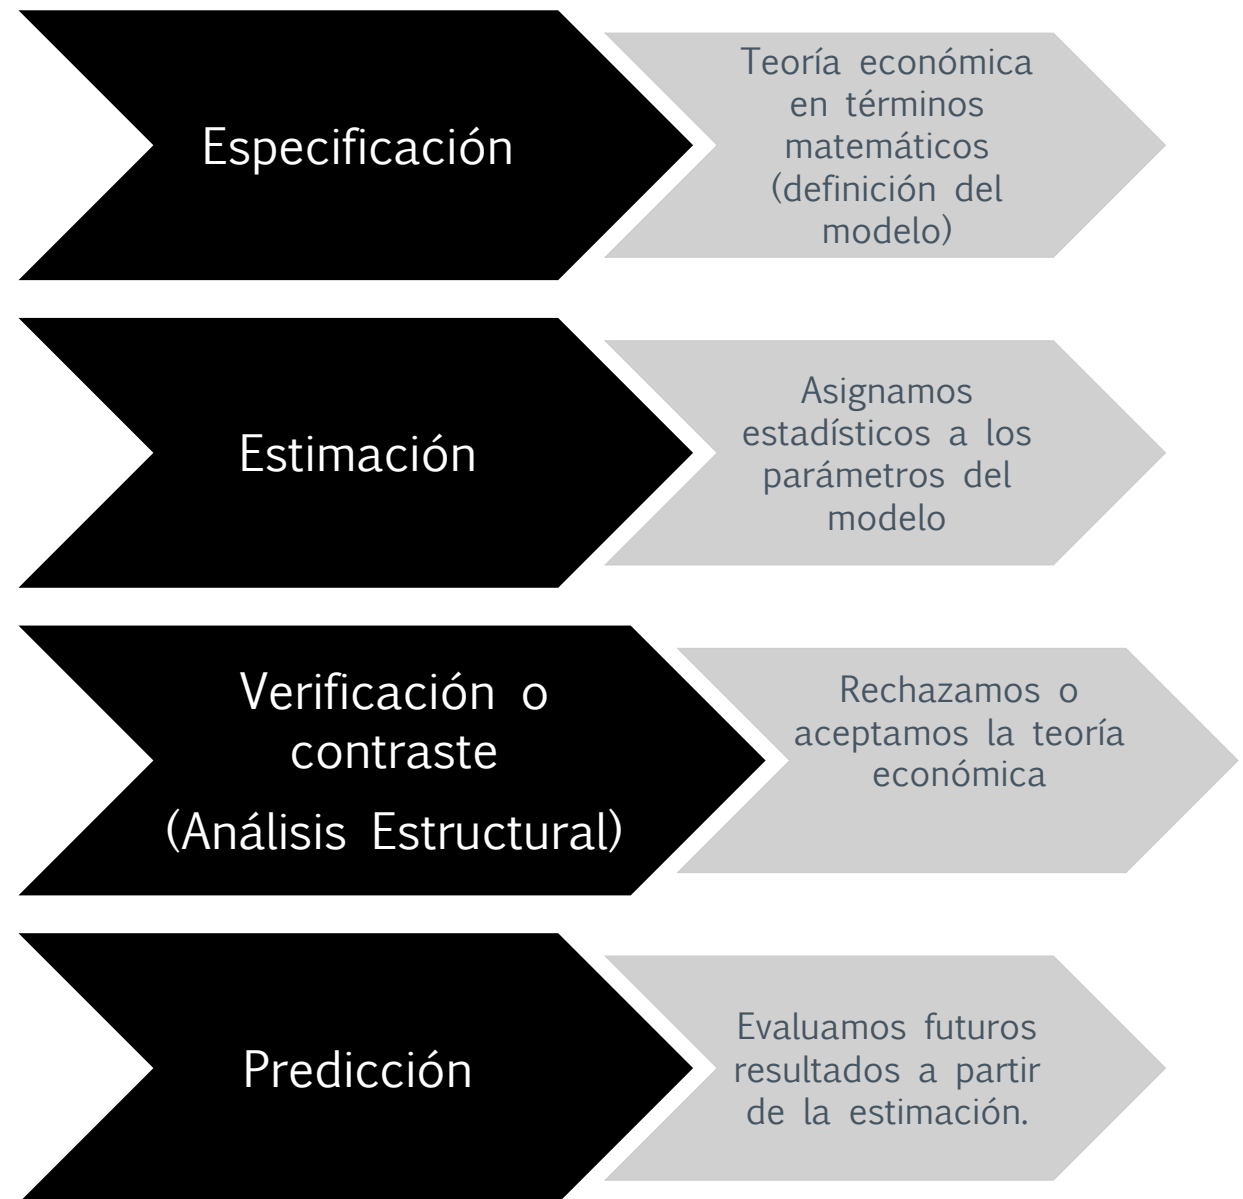 Especificación
Teoría económica
en términos
matemáticos
(definición del
modelo)
Estimación
Asignamos
estadísticos a los
parámetros del
modelo
Verificación o
contraste
(Análisis Estructural)
Rechazamos o
aceptamos la teoría
económica
Predicción
Evaluamos futuros
resultados a partir
de la estimación.